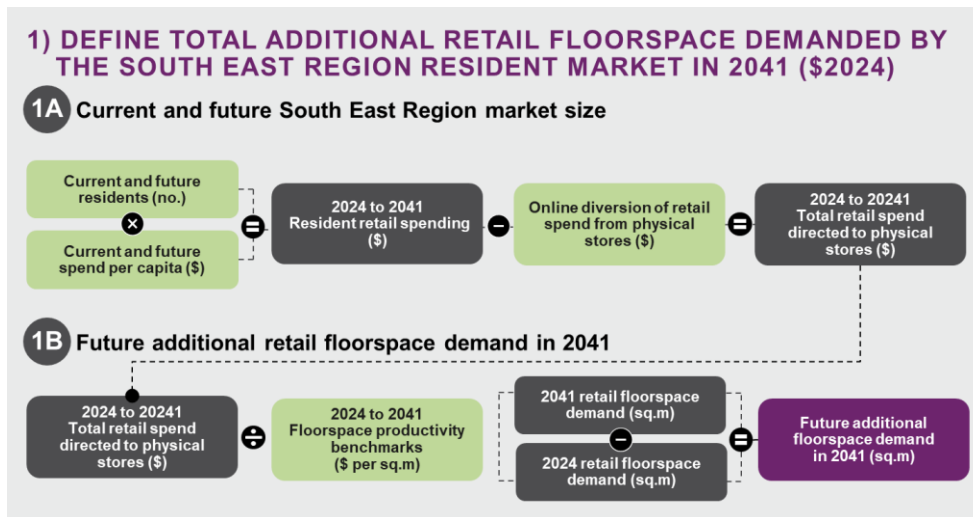 1) DEFINE TOTAL ADDITIONAL RETAIL FLOORSPACE DEMANDED BY
THE SOUTH EAST REGION RESIDENT MARKET IN 2041 ($2024)
1A Current and future South East Region market size
Current and future
residents (no.)
×
Current and future
spend per capita ($)
=
2024 to 2041
Resident retail spending
($)
−
Online diversion of retail
spend from physical
stores ($)
=
2024 to 20241
Total retail spend
directed to physical
stores ($)
1B Future additional retail floorspace demand in 2041
2024 to 20241
Total retail spend
directed to physical
stores ($)
÷
2024 to 2041
Floorspace productivity
benchmarks
($ per sq.m)
2041 retail floorspace
demand (sq.m)
−
2024 retail floorspace
demand (sq.m)
=
Future additional
floorspace demand
in 2041 (sq.m)